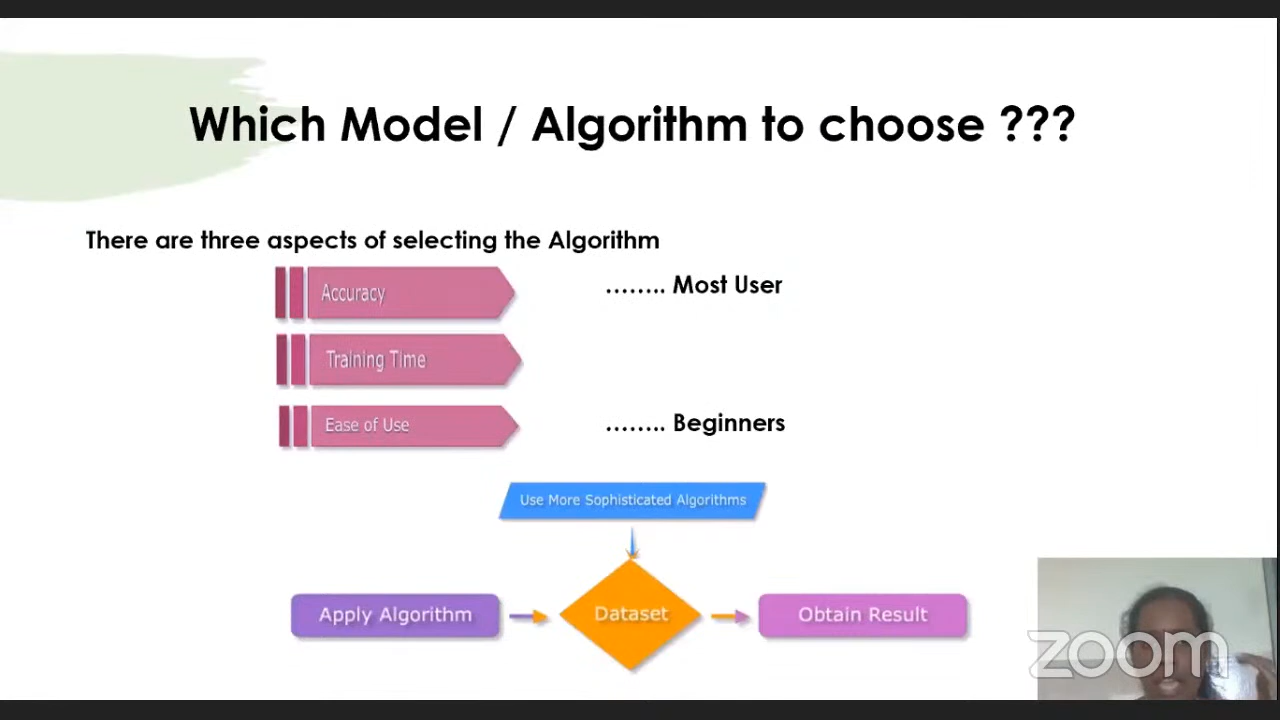 Which Model / Algorithm to choose ???
There are three aspects of selecting the Algorithm
Accuracy
…….. Most User
Training Time
Ease of Use
…….. Beginners
Use More Sophisticated Algorithms
Apply Algorithm
Dataset
Obtain Result
zoom